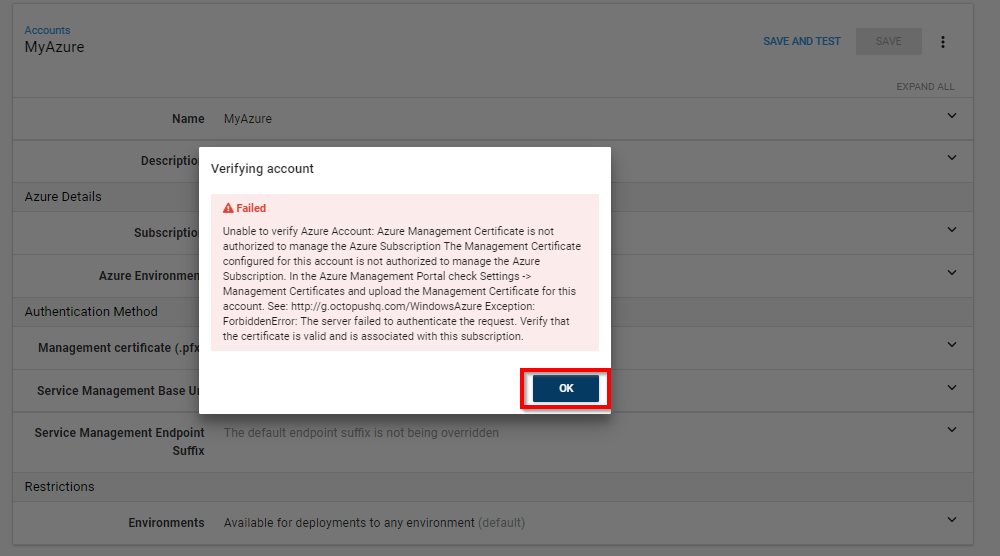 Accounts
MyAzure
SAVE AND TEST
SAVE
EXPAND ALL
Name
MyAzure
Description
Azure Details
Subscription
Azure Environmen
Authentication Method
Management certificate (.pfx
Service Management Base Ur
Service Management Endpoint
Suffix
The default endpoint suffix is not being overridden
Restrictions
Environments
Available for deployments to any environment (default)
Verifying account
Failed
Unable to verify Azure Account: Azure Management Certificate is not
authorized to manage the Azure Subscription The Management Certificate
configured for this account is not authorized to manage the Azure
Subscription. In the Azure Management Portal check Settings ->
Management Certificates and upload the Management Certificate for this
account. See: http://g.octopushq.com/WindowsAzure Exception:
ForbiddenError: The server failed to authenticate the request. Verify that
the certificate is valid and is associated with this subscription.
OK